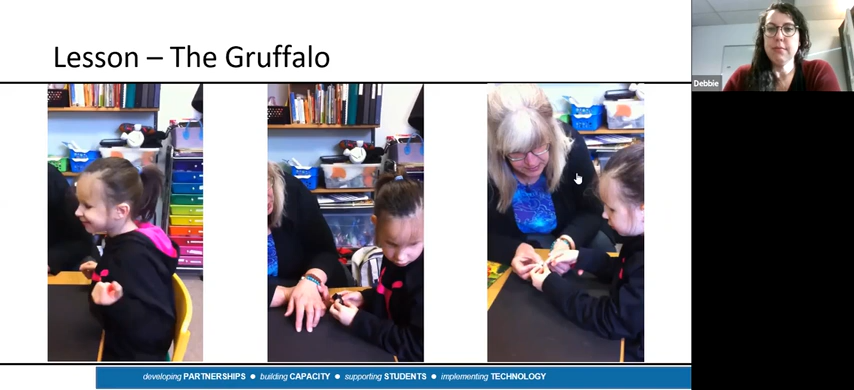 Lesson – The Gruffalo
Debbie
developing PARTNERSHIPS ● building CAPACITY ● supporting STUDENTS ● implementing TECHNOLOGY